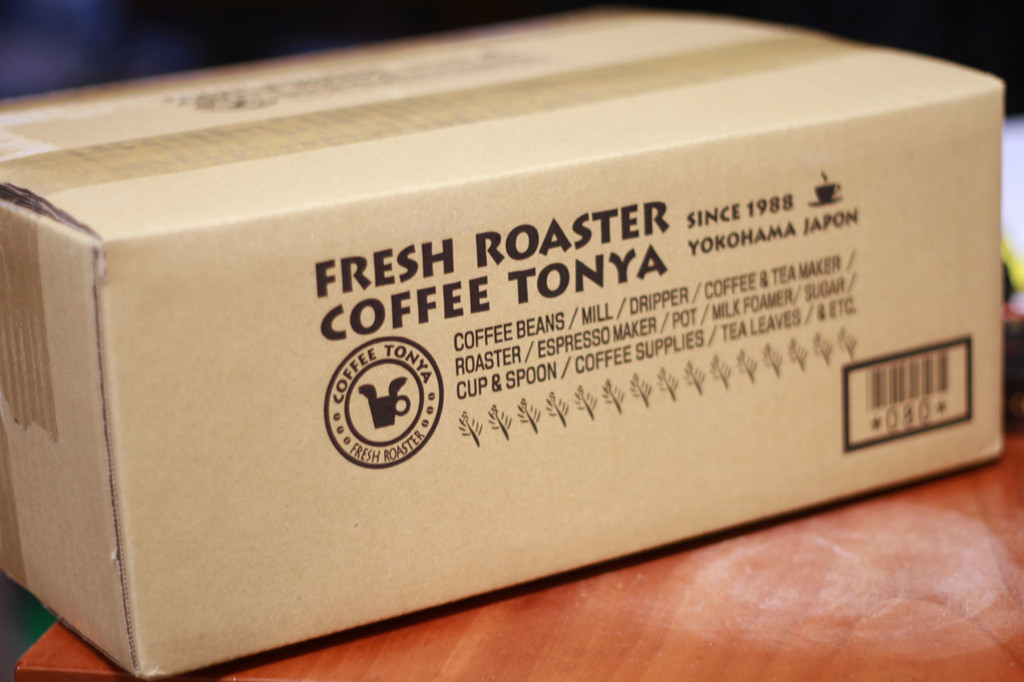 FRESH ROASTER
COFFEE TONYA
SINCE 1988
YOKOHAMA JAPON
COFFEE BEANS / MILL / DRIPPER / COFFEE & TEA MAKER /
ROASTER / ESPRESSO MAKER / POT / MILK FOAMER / SUGAR /
CUP & SPOON / COFFEE SUPPLIES / TEA LEAVES / & ETC.
COFFEE TONYA
FRESH ROASTER
*080*